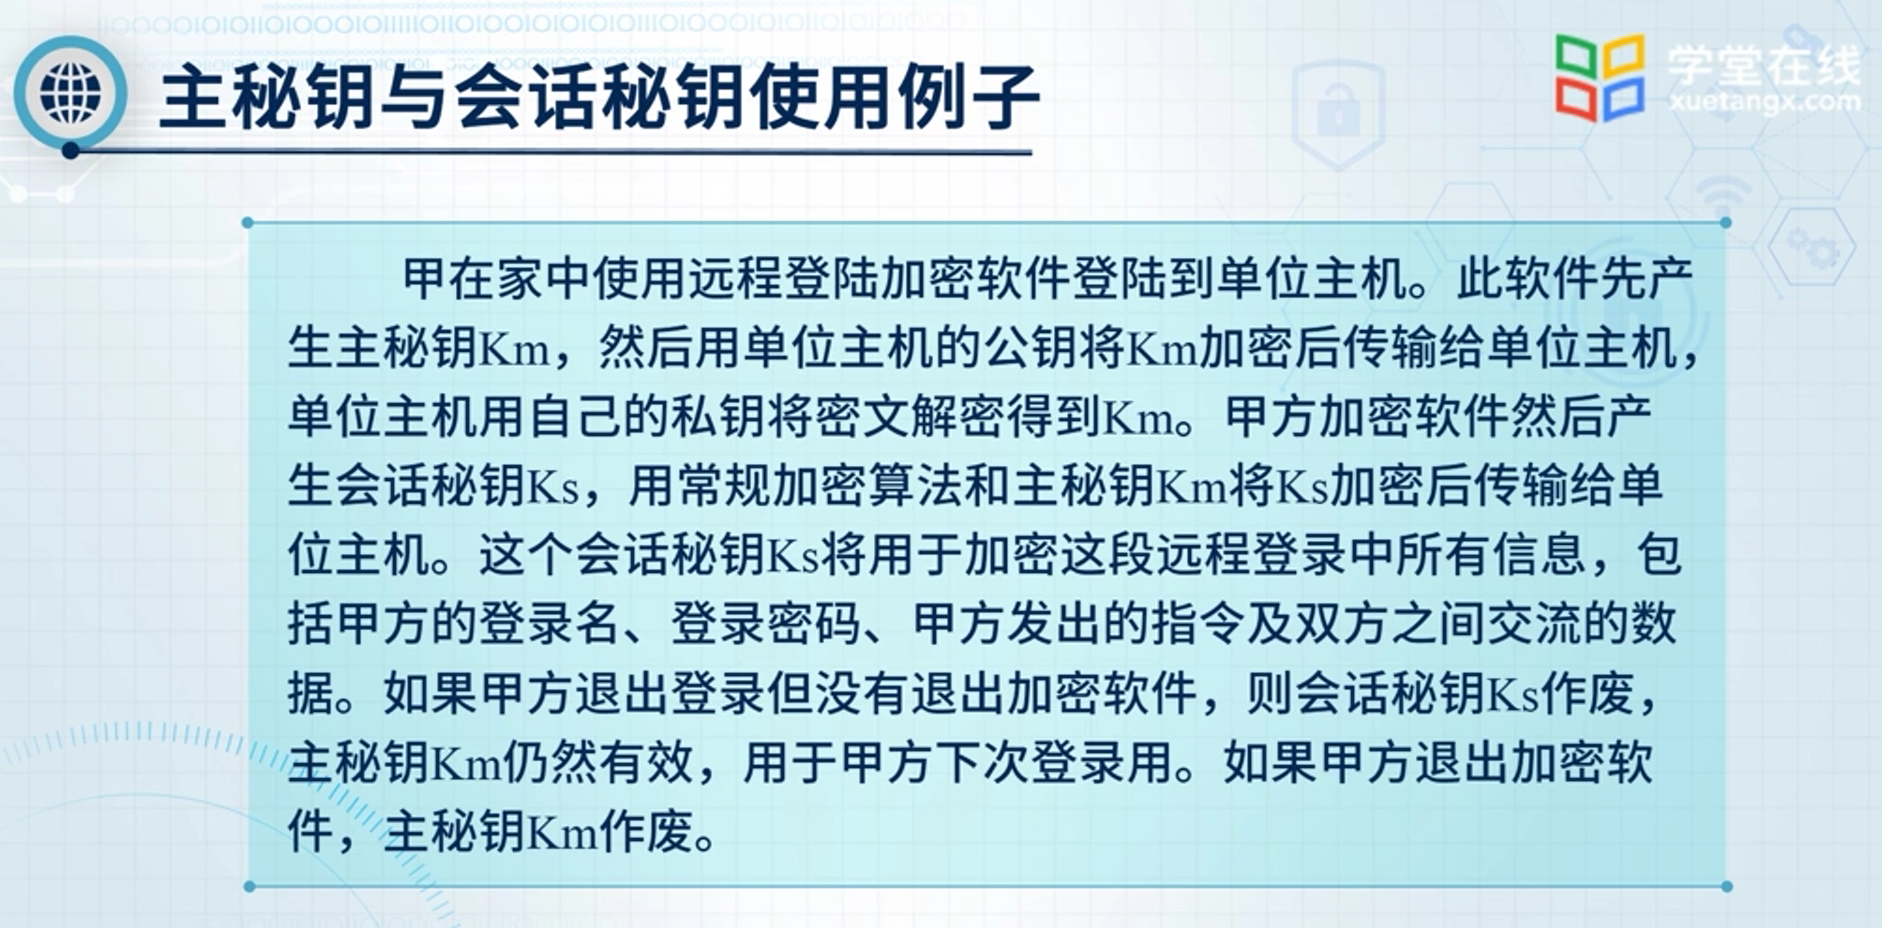 主秘钥与会话秘钥使用例子
学堂在线
xuetangx.com
甲在家中使用远程登陆加密软件登陆到单位主机。此软件先产
生主秘钥Km，然后用单位主机的公钥将Km加密后传输给单位主机，
单位主机用自己的私钥将密文解密得到Km。甲方加密软件然后产
生会话秘钥Ks，用常规加密算法和主秘钥Km将Ks加密后传输给单
位主机。这个会话秘钥Ks将用于加密这段远程登录中所有信息，包
括甲方的登录名、登录密码、甲方发出的指令及双方之间交流的数
据。如果甲方退出登录但没有退出加密软件，则会话秘钥Ks作废，
主秘钥Km仍然有效，用于甲方下次登录用。如果甲方退出加密软
件，主秘钥Km作废。